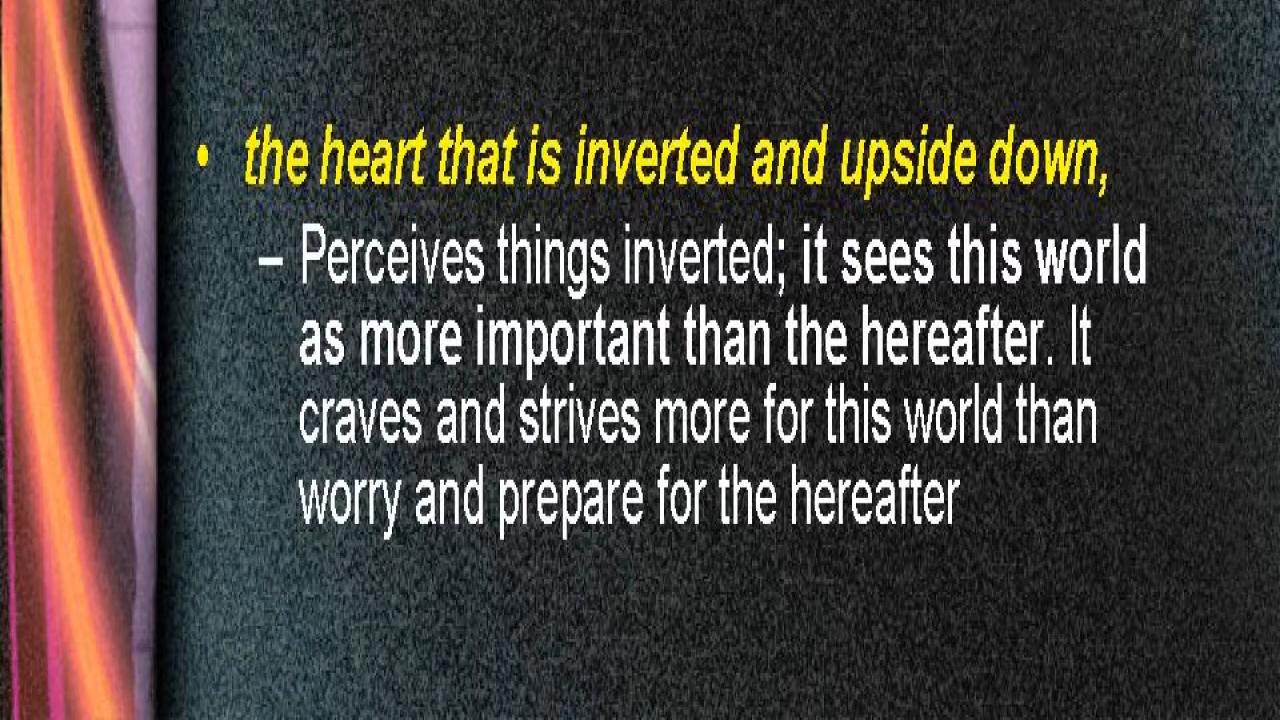 • the heart that is inverted and upside down,
– Perceives things inverted; it sees this world
as more important than the hereafter. It
craves and strives more for this world than
worry and prepare for the hereafter